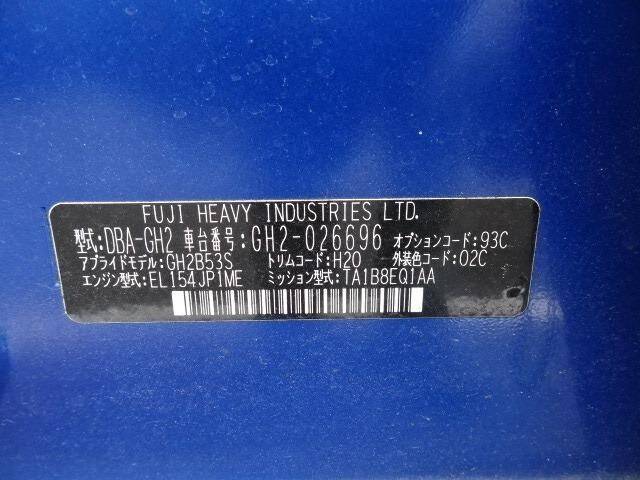 FUJI HEAVY INDUSTRIES LTD.
型式:DBA-GH2 車台番号:GH2-026696 オプションコード:93C
アプライドモデル:GH2B53S トリムコード:H20 外装色コード:02C
エンジン型式:EL154JP1ME ミッション型式:TA1B8EQ1AA